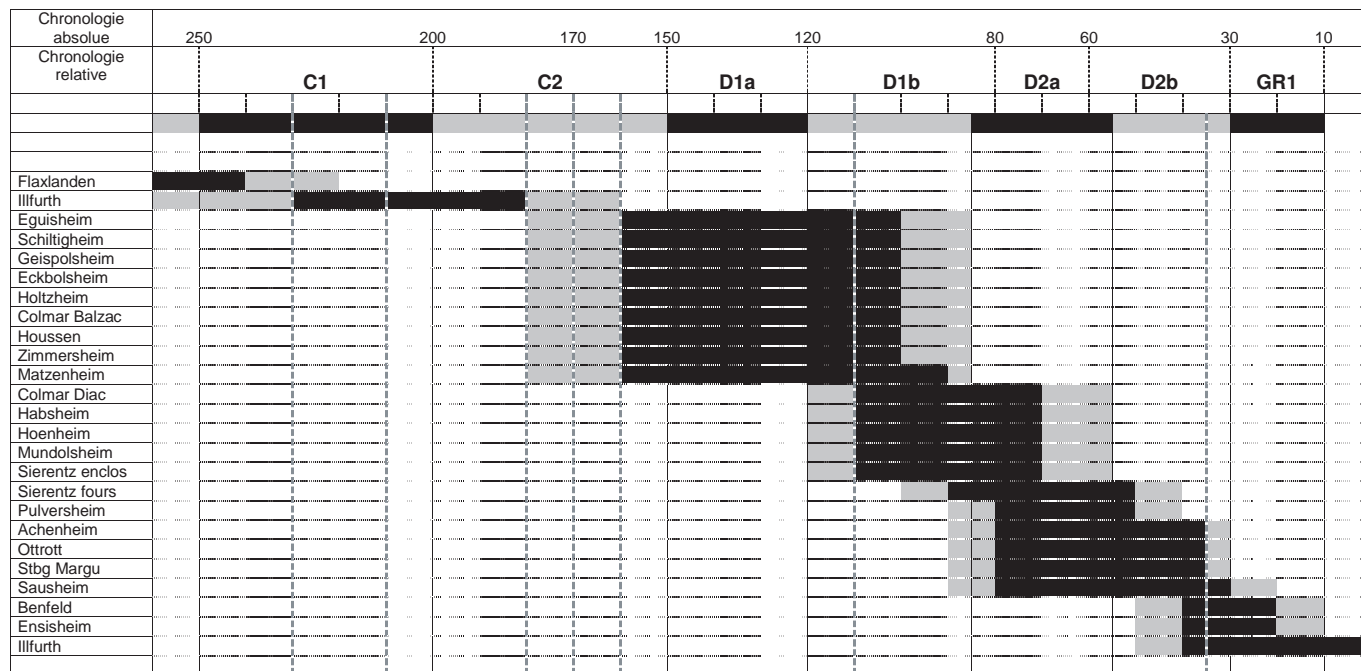 Chronologie
absolue
250 200 170 150 120 80 60 30 10
Chronologie
relative
C1 C2 D1a D1b D2a D2b GR1
Flaxlanden
Illfurth
Eguisheim
Schiltigheim
Geispolsheim
Eckbolsheim
Holtzheim
Colmar Balzac
Houssen
Zimmersheim
Matzenheim
Colmar Diac
Habsheim
Hoenheim
Mundolsheim
Sierentz enclos
Sierentz fours
Pulversheim
Achenheim
Ottrott
Stbg Margu
Sausheim
Benfeld
Ensisheim
Illfurth